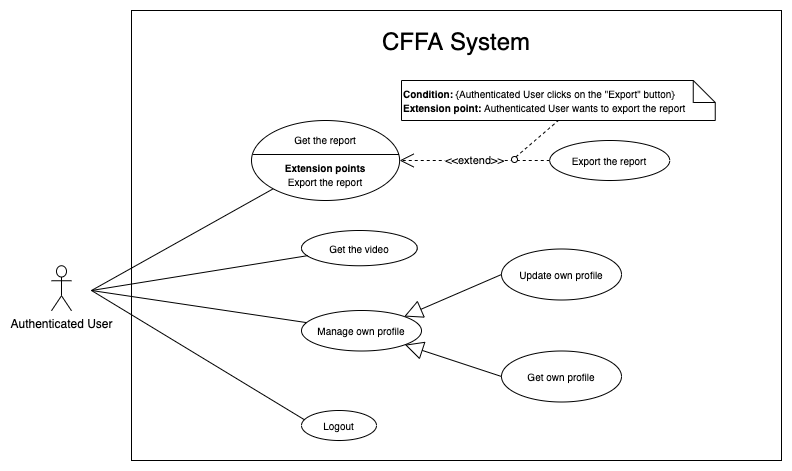 CFFA System
Condition: {Authenticated User clicks on the "Export" button}
Extension point: Authenticated User wants to export the report
Get the report
Extension points
Export the report
<<extend>>
Export the report
Get the video
Update own profile
Manage own profile
Authenticated User
Get own profile
Logout